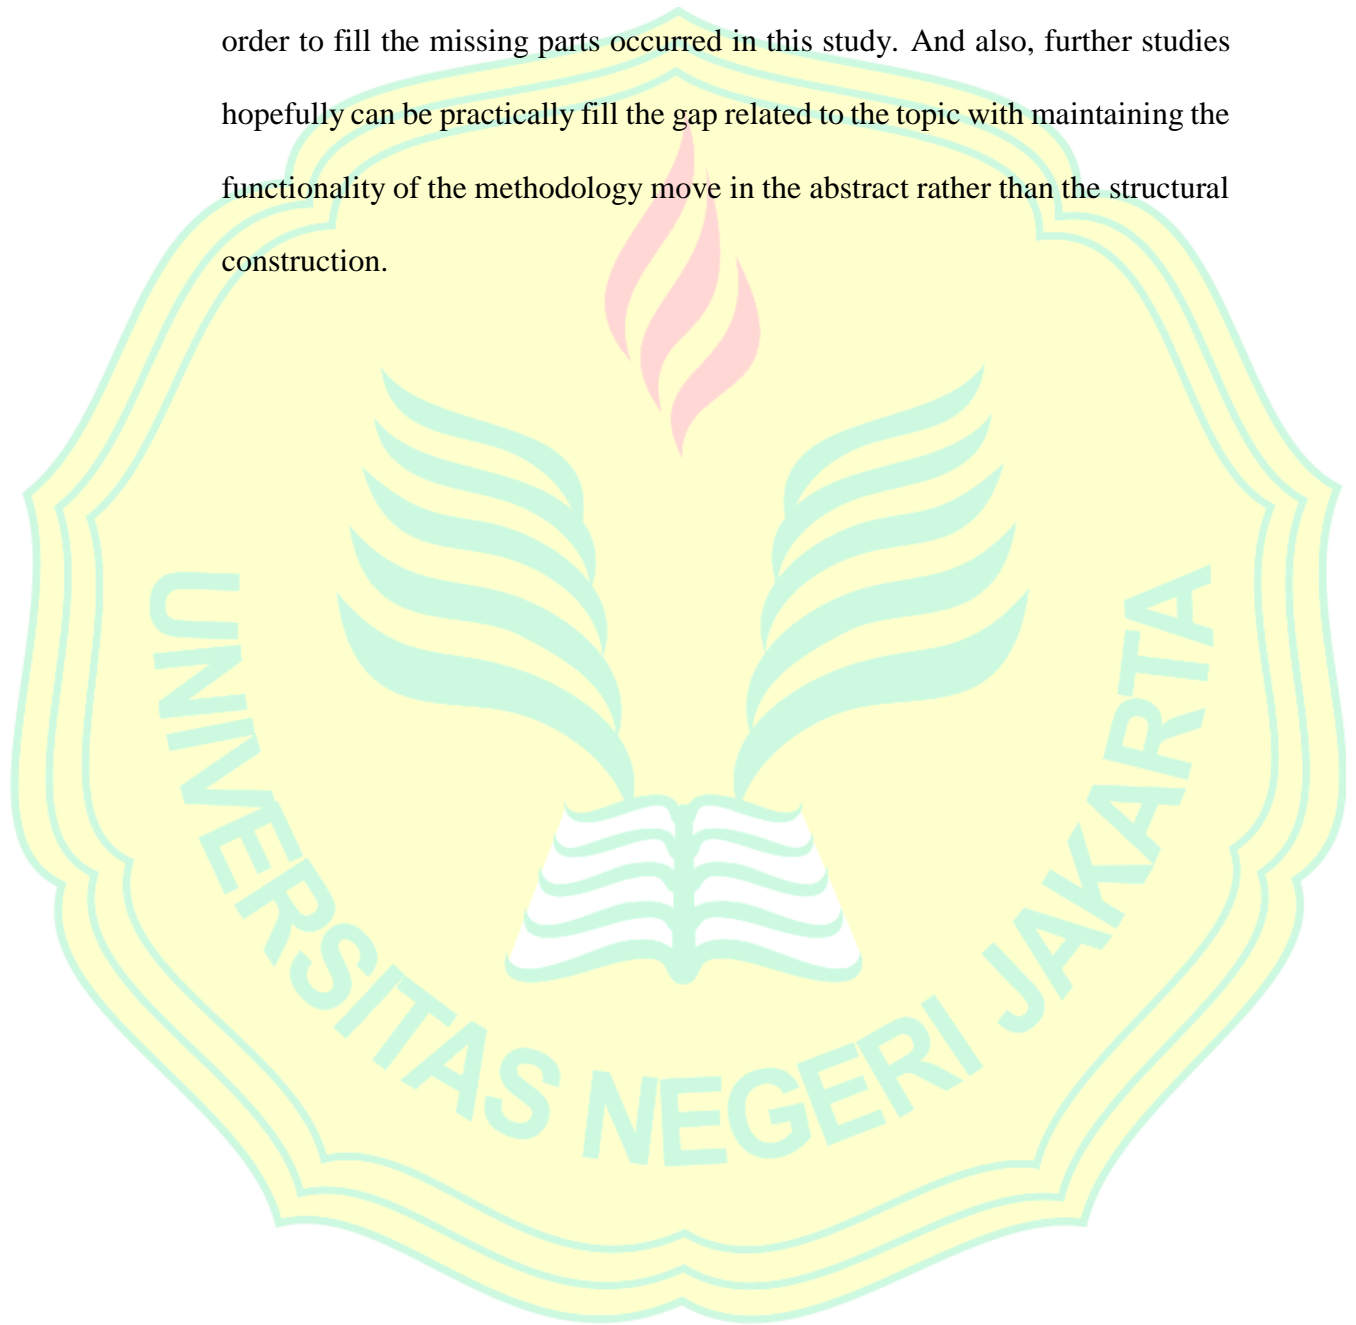 order to fill the missing parts occurred in this study. And also, further studies
hopefully can be practically fill the gap related to the topic with maintaining the
functionality of the methodology move in the abstract rather than the structural
construction.
UNIVERSITAS NEGERI JAKARTA